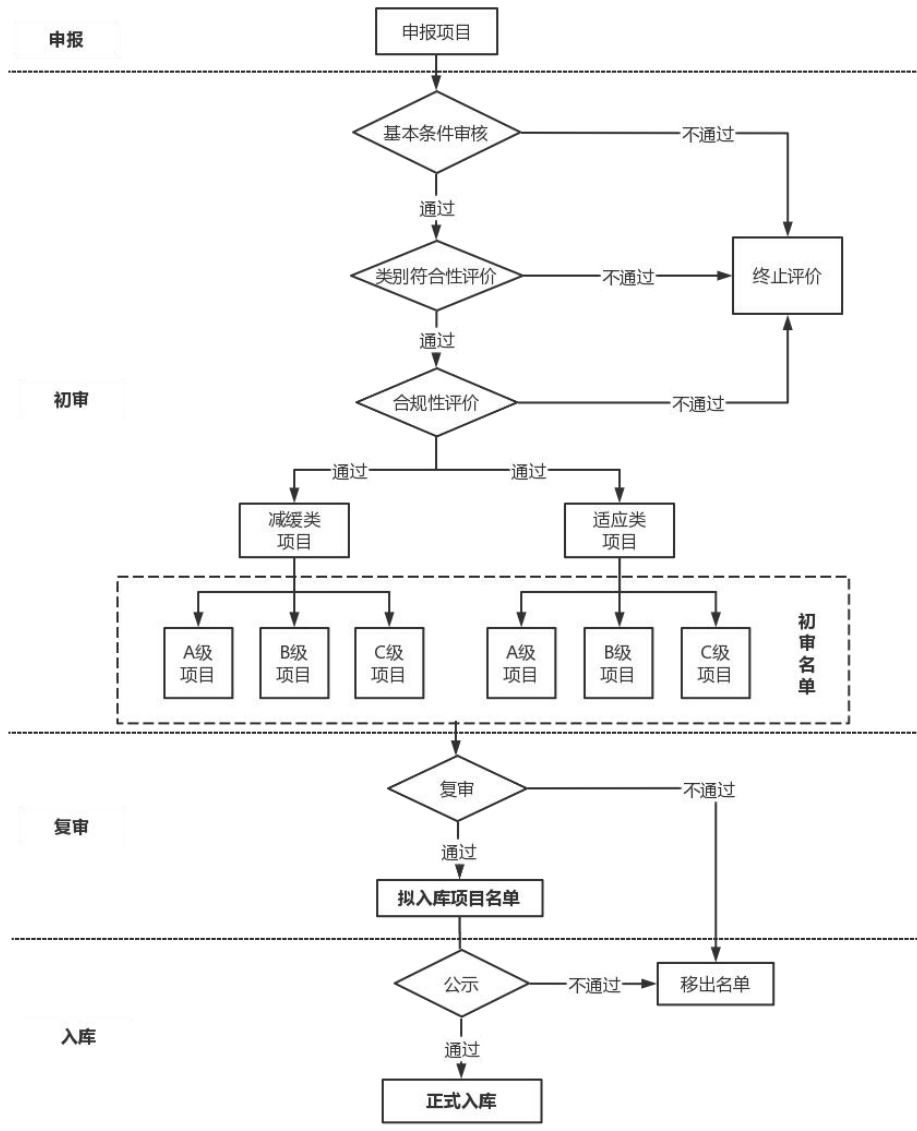 申报
申报项目
基本条件审核
不通过
通过
类别符合性评价
不通过
终止评价
通过
初审
合规性评价
不通过
通过
通过
减缓类
项目
适应类
项目
A级
项目
B级
项目
C级
项目
A级
项目
B级
项目
C级
项目
初审名单
复审
不通过
复审
通过
拟入库项目名单
公示
不通过
移出名单
入库
通过
正式入库